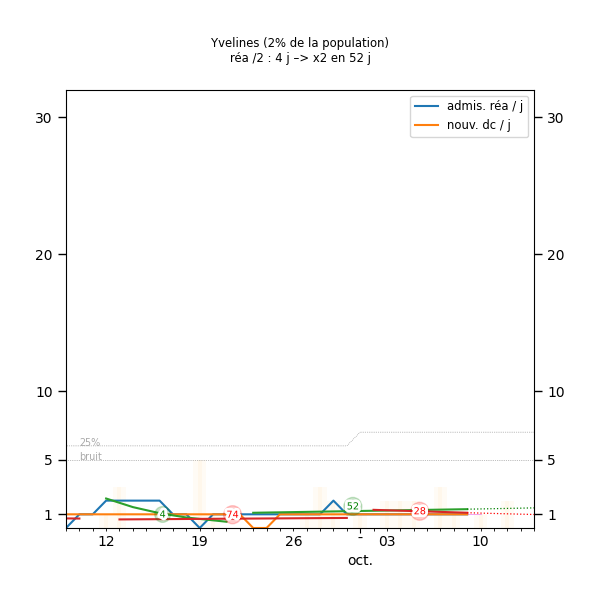 Yvelines (2% de la population)
réa /2 : 4 j –> x2 en 52 j
admis. réa / j
nouv. dc / j
30 30
20 20
10 10
25%
bruit
5 5
52
4 74 28
1 1
12 19 26 - 03 10
oct.